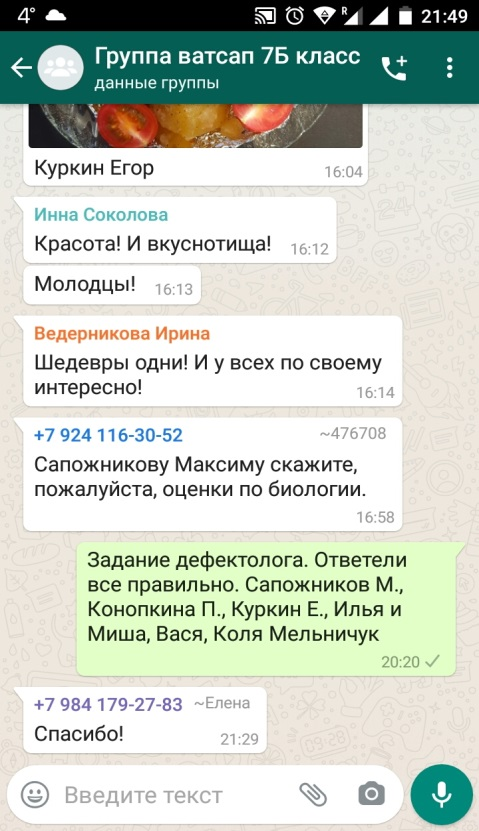 4° 21:49
Группа ватсап 7Б класс
данные группы
Куркин Егор 16:04
Инна Соколова
Красота! И вкуснотища! 16:12
Молодцы! 16:13
Ведерникова Ирина
Шедевры одни! И у всех по своему
интересно!
16:14
+7 924 116-30-52 ~476708
Сапожникову Максиму скажите,
пожалуйста, оценки по биологии.
16:58
Задание дефектолога. Ответели
все правильно. Сапожников М.,
Конопкина П., Куркин Е., Илья и
Миша, Вася, Коля Мельничук
20:20
+7 984 179-27-83 ~Елена
Спасибо! 21:29
Введите текст